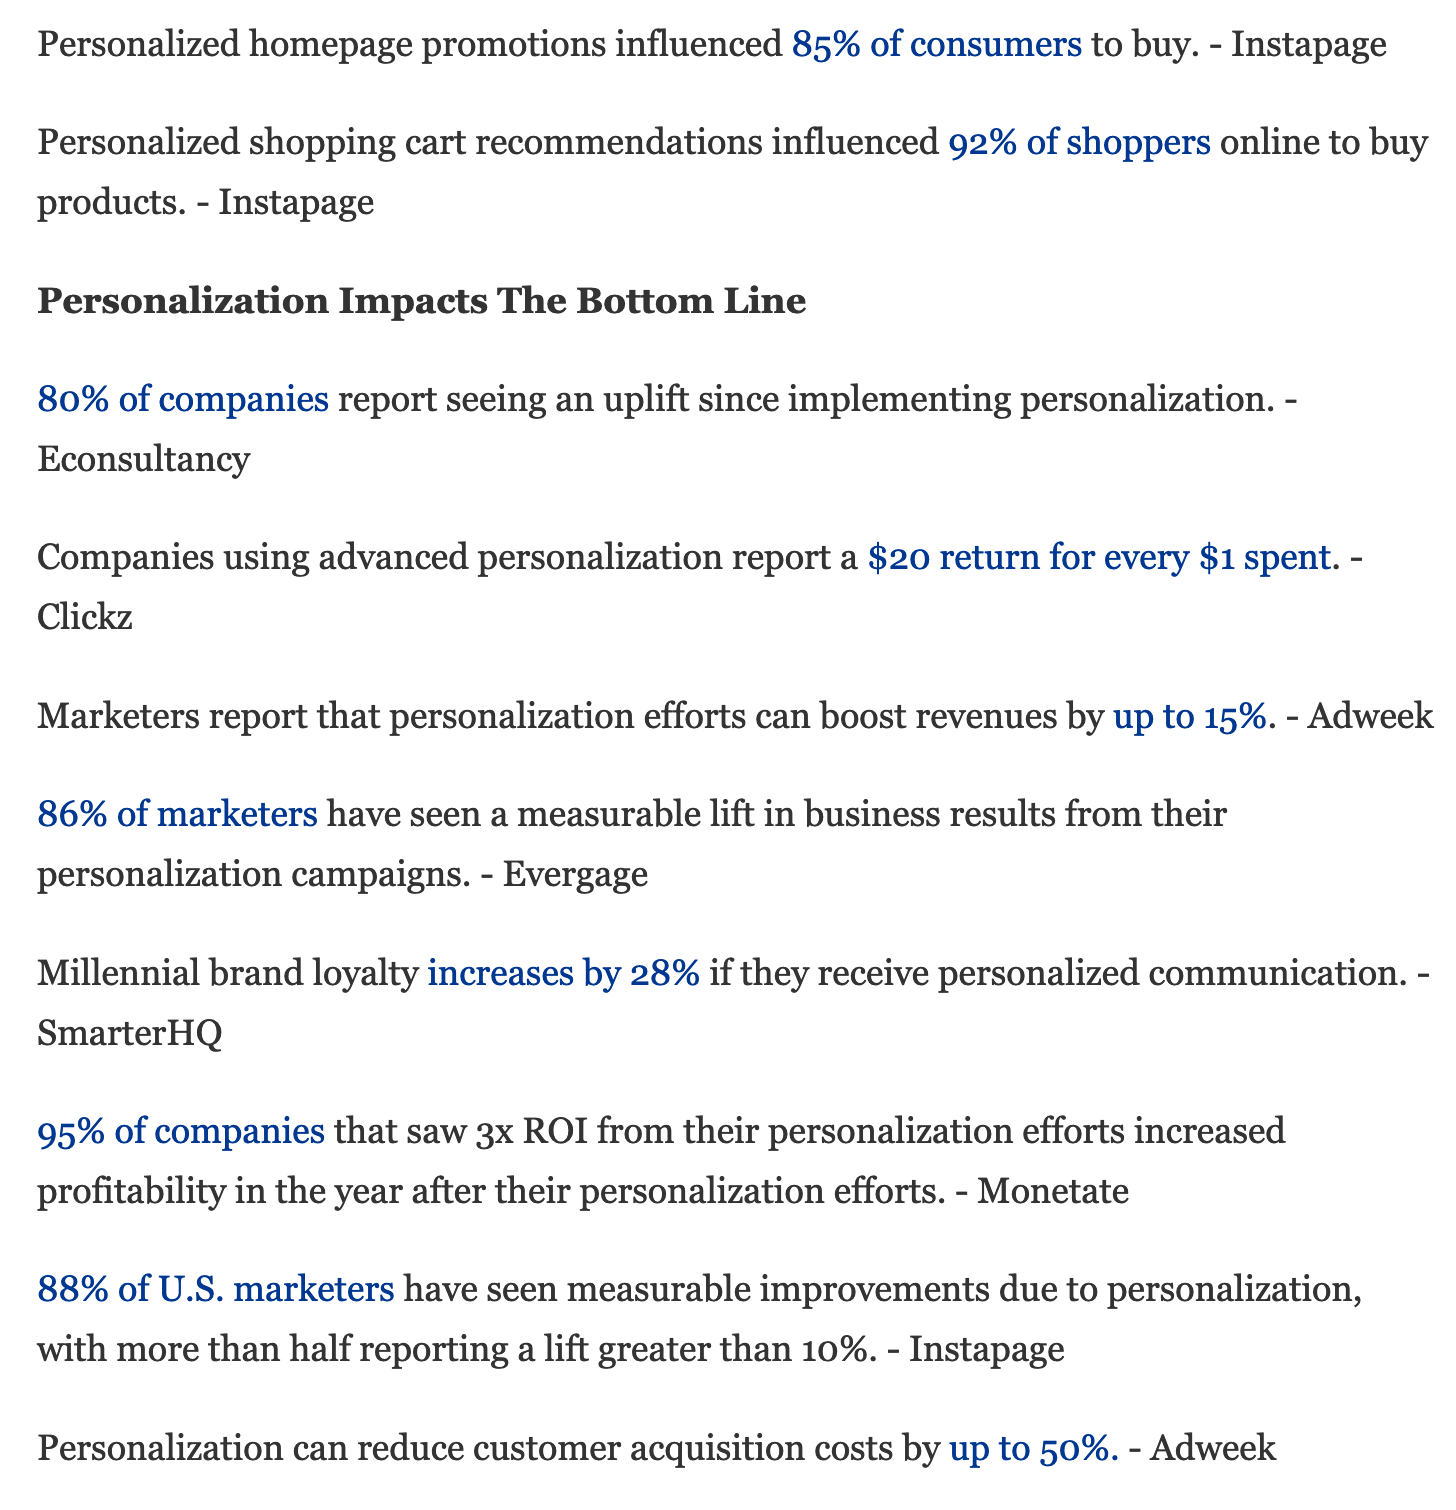 Personalized homepage promotions influenced 85% of consumers to buy. - Instapage
Personalized shopping cart recommendations influenced 92% of shoppers online to buy
products. - Instapage
Personalization Impacts The Bottom Line
80% of companies report seeing an uplift since implementing personalization. -
Econsultancy
Companies using advanced personalization report a $20 return for every $1 spent. -
Clickz
Marketers report that personalization efforts can boost revenues by up to 15%. - Adweek
86% of marketers have seen a measurable lift in business results from their
personalization campaigns. - Evergage
Millennial brand loyalty increases by 28% if they receive personalized communication. -
SmarterHQ
95% of companies that saw 3x ROI from their personalization efforts increased
profitability in the year after their personalization efforts. - Monetate
88% of U.S. marketers have seen measurable improvements due to personalization,
with more than half reporting a lift greater than 10%. - Instapage
Personalization can reduce customer acquisition costs by up to 50%. - Adweek